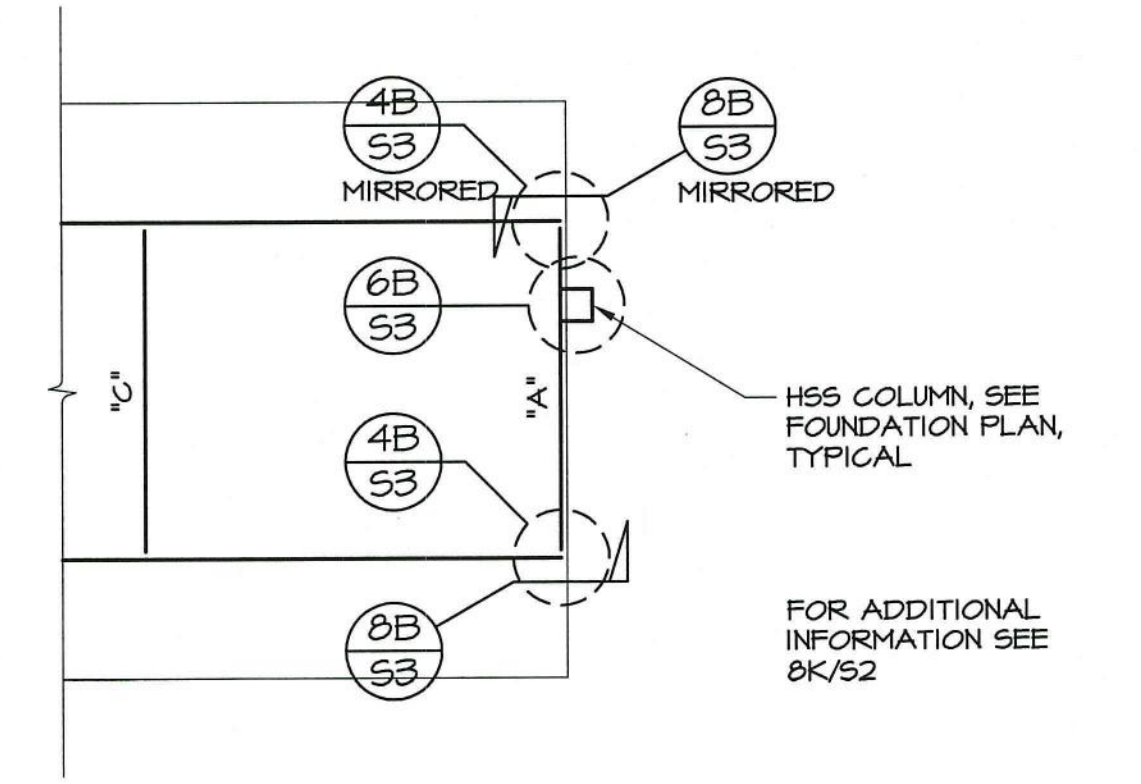 4B
S3
MIRRORED
8B
S3
MIRRORED
6B
S3
"C"
"A"
HSS COLUMN, SEE
FOUNDATION PLAN,
TYPICAL
4B
S3
8B
S3
FOR ADDITIONAL
INFORMATION SEE
8K/S2